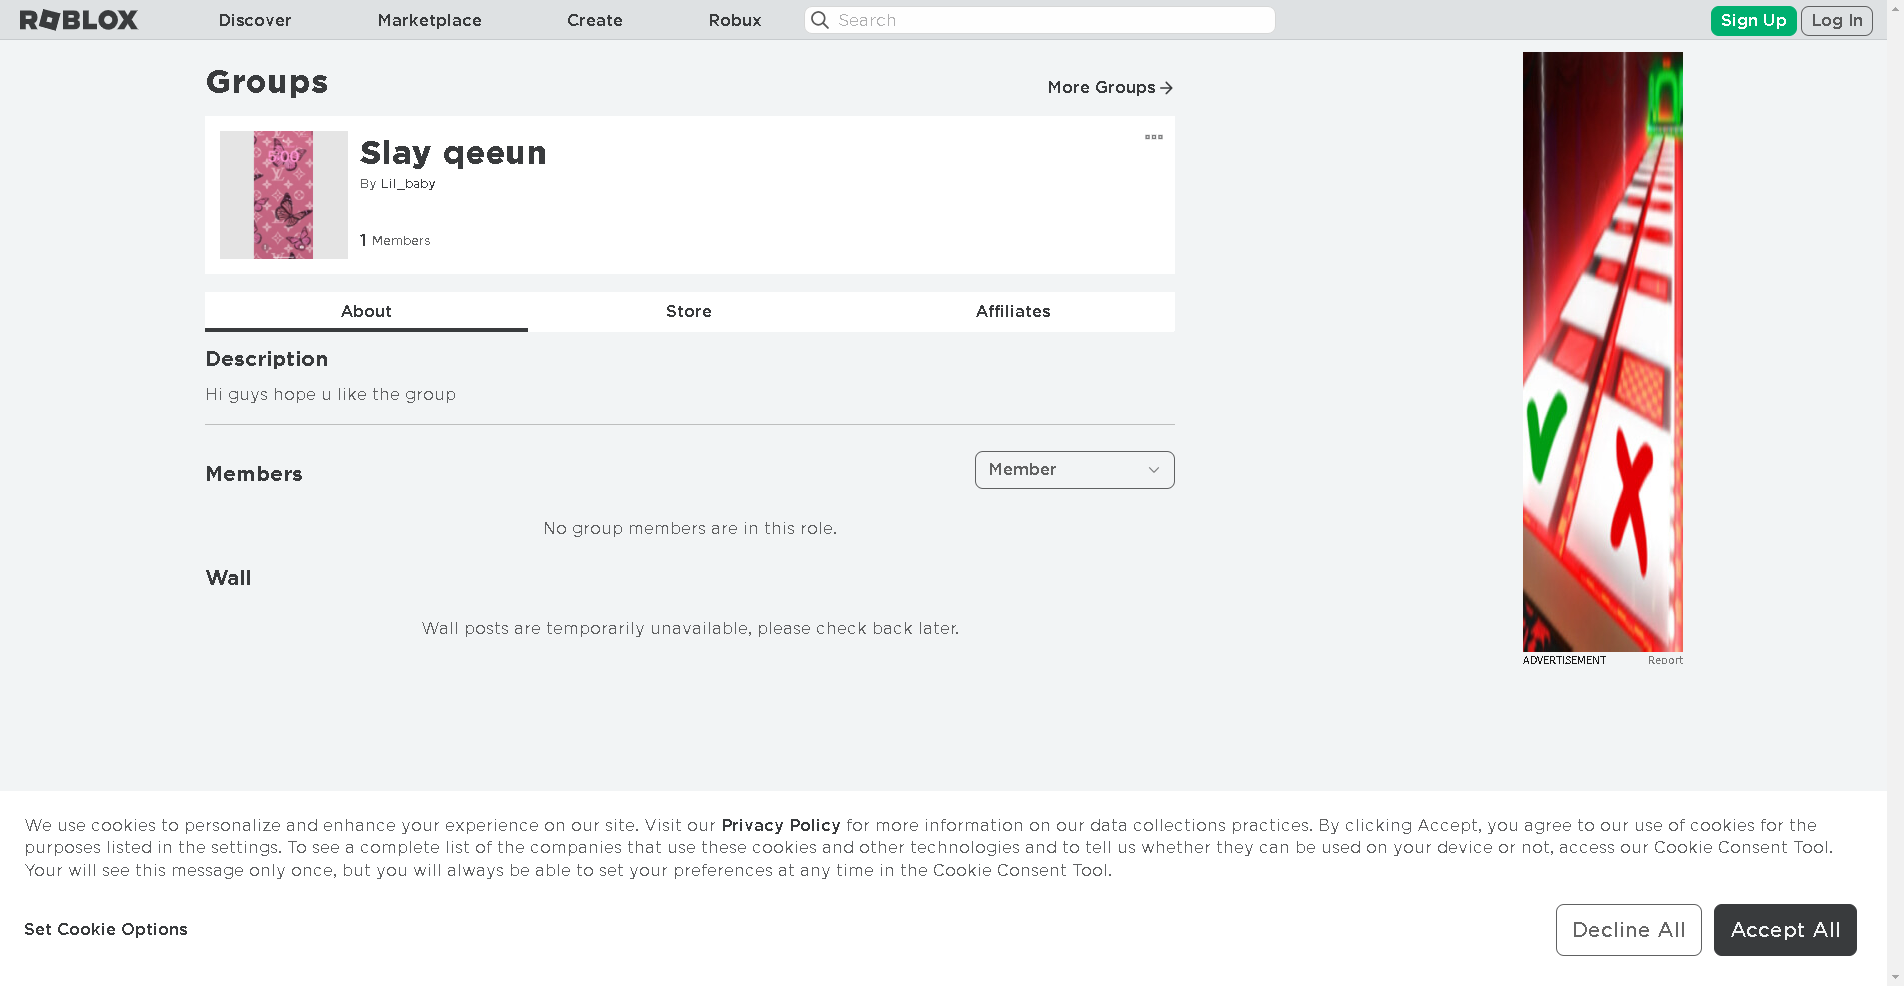 ROBLOX
Discover
Marketplace
Create
Robux
Search
Sign Up
Log In
Groups
More Groups
5:00
Slay qeeun
By Lil_baby
1 Members
About
Store
Affiliates
Description
Hi guys hope u like the group
Members
Member
No group members are in this role.
Wall
Wall posts are temporarily unavailable, please check back later.
ADVERTISEMENT
Report
We use cookies to personalize and enhance your experience on our site. Visit our Privacy Policy for more information on our data collections practices. By clicking Accept, you agree to our use of cookies for the
purposes listed in the settings. To see a complete list of the companies that use these cookies and other technologies and to tell us whether they can be used on your device or not, access our Cookie Consent Tool.
Your will see this message only once, but you will always be able to set your preferences at any time in the Cookie Consent Tool.
Set Cookie Options
Decline All
Accept All